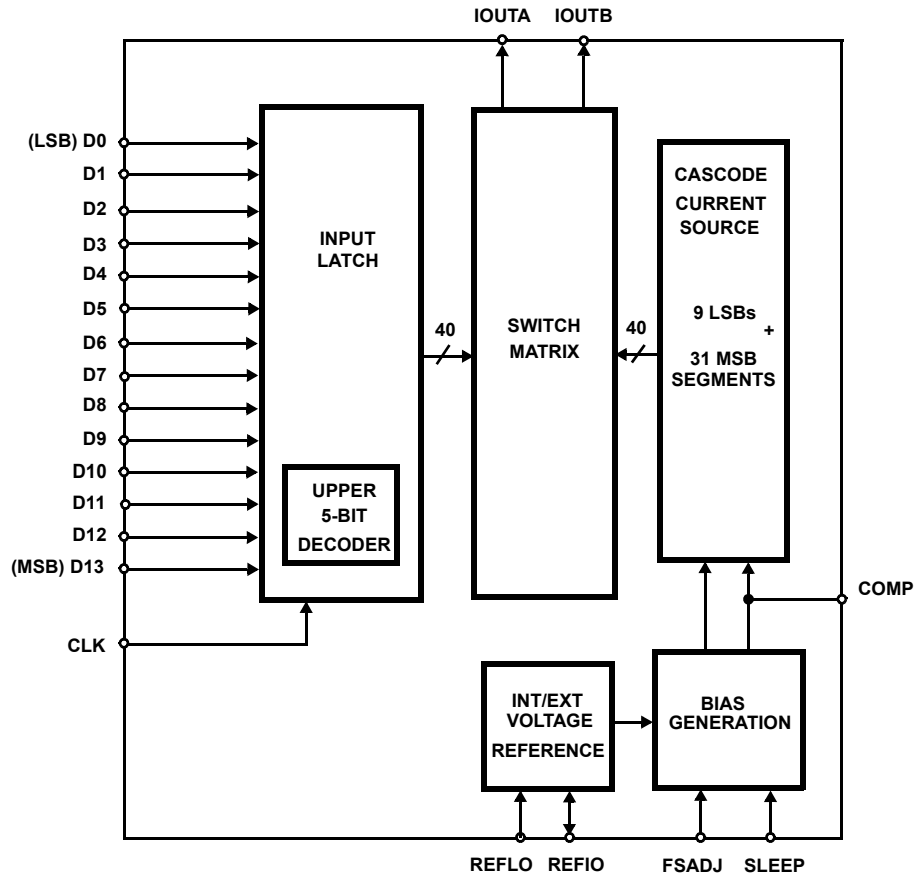 IOUTA IOUTB
(LSB) D0
D1
D2
D3
D4
D5
D6
D7
D8
D9
D10
D11
D12
(MSB) D13
CLK
INPUT
LATCH
UPPER
5-BIT
DECODER
40
SWITCH
MATRIX
40
CASCODE
CURRENT
SOURCE
9 LSBs
+
31 MSB
SEGMENTS
COMP
INT/EXT
VOLTAGE
REFERENCE
BIAS
GENERATION
REFLO REFIO FSADJ SLEEP